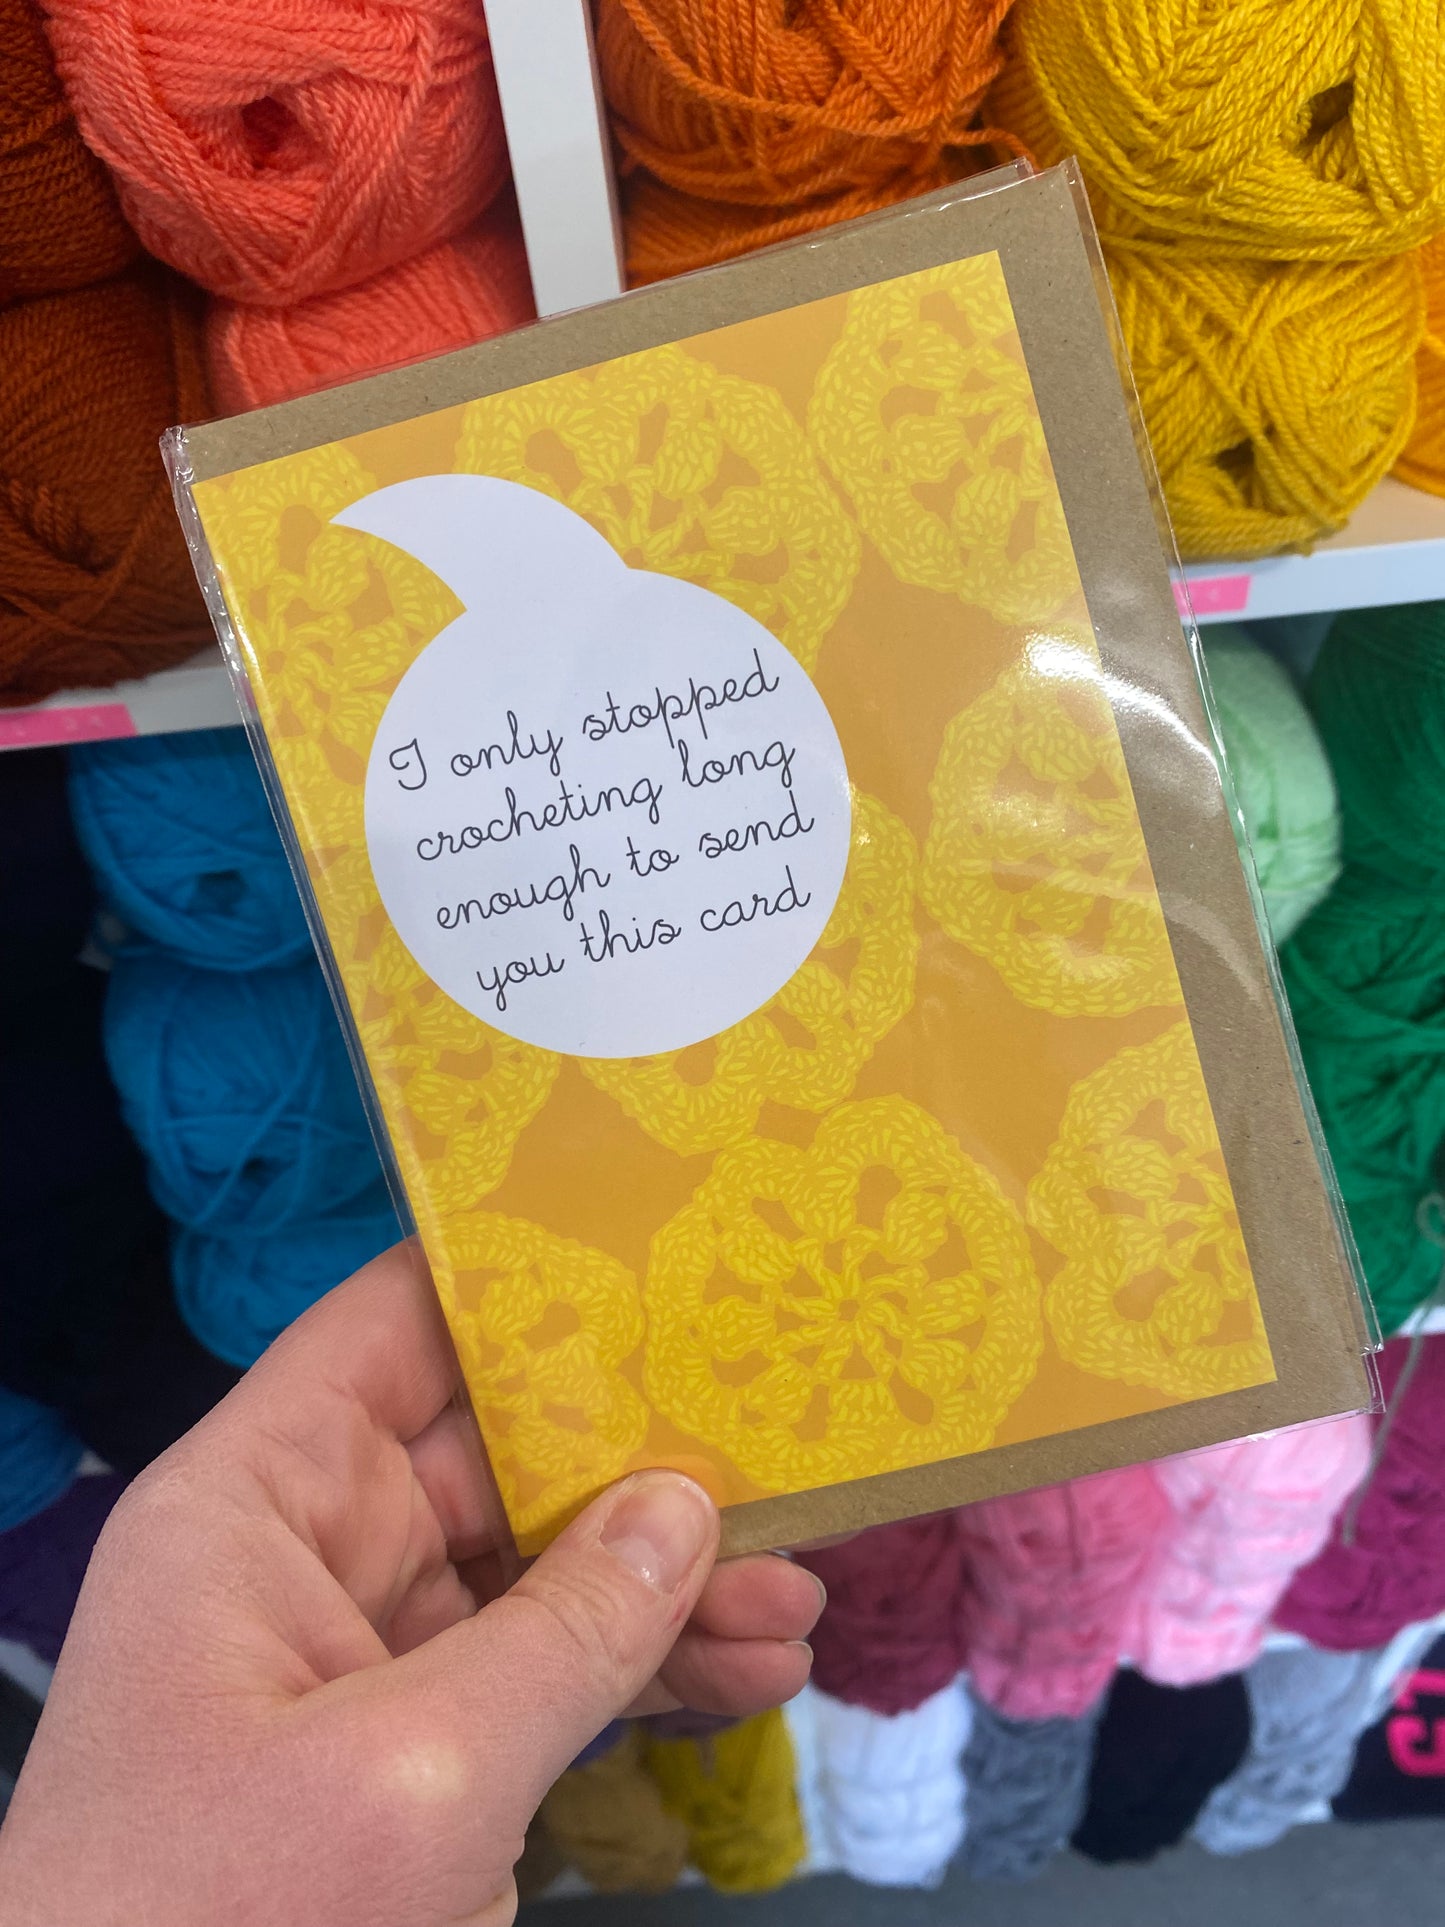 I only stopped
crocheting long
enough to send
you this card